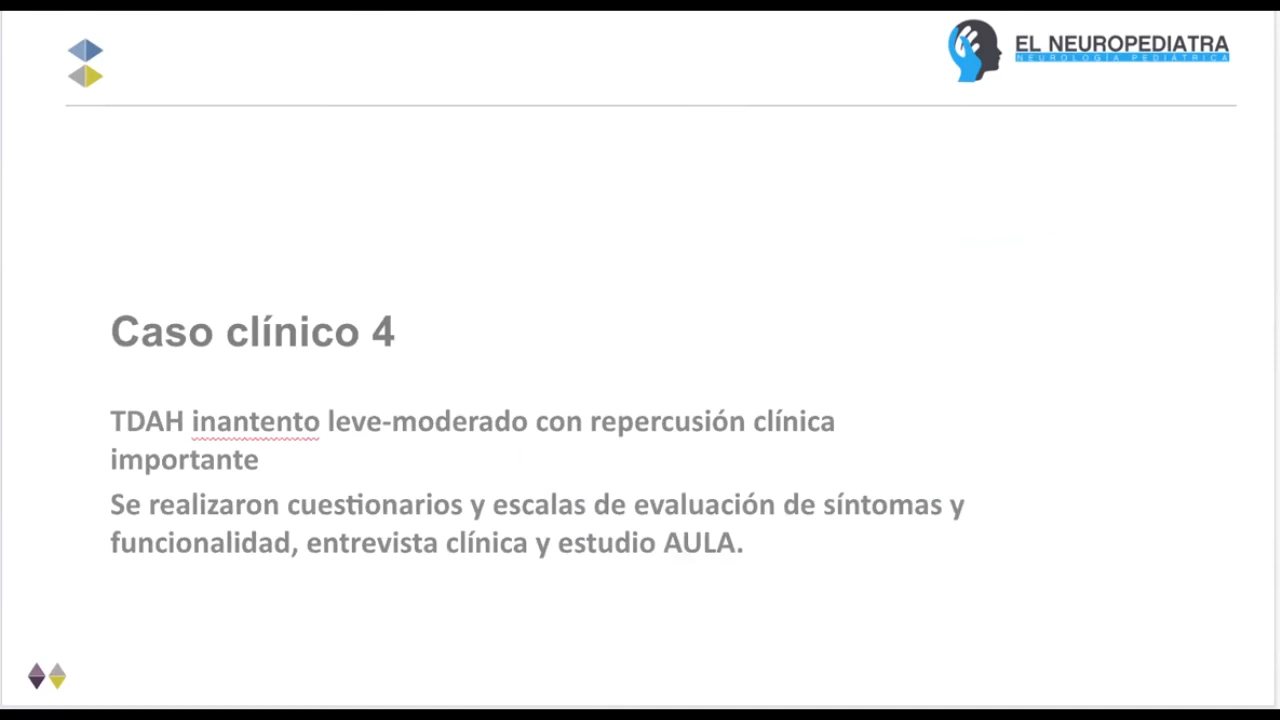 EL NEUROPEDIATRA
NEUROLOGÍA PEDIÁTRICA
Caso clínico 4
TDAH inantento leve-moderado con repercusión clínica
importante
Se realizaron cuestionarios y escalas de evaluación de síntomas y
funcionalidad, entrevista clínica y estudio AULA.